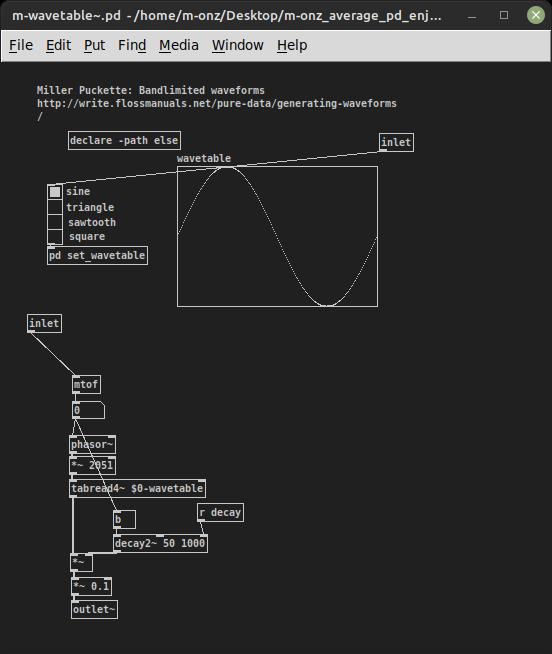 m-wavetable~.pd - /home/m-onz/Desktop/m-onz_average_pd_enj...
File Edit Put Find Media Window Help
Miller Puckette: Bandlimited waveforms
http://write.flossmanuals.net/pure-data/generating-waveforms
/
declare -path else
inlet
wavetable
sine
triangle
sawtooth
square
pd set_wavetable
inlet
mtof
0
phasor~
*~ 2051
tabread4~ $0-wavetable
r decay
b
decay2~ 50 1000
*~
*~ 0.1
outlet~